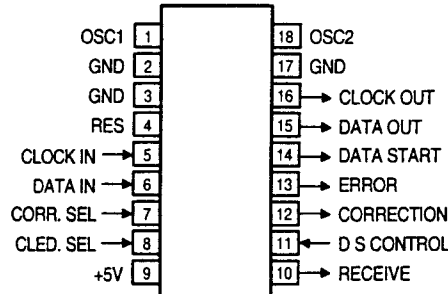 OSC1 1 18 OSC2
GND 2 17 GND
GND 3 16 CLOCK OUT
RES 4 15 DATA OUT
CLOCK IN 5 14 DATA START
DATA IN 6 13 ERROR
CORR. SEL 7 12 CORRECTION
CLED. SEL 8 11 D S CONTROL
+5V 9 10 RECEIVE